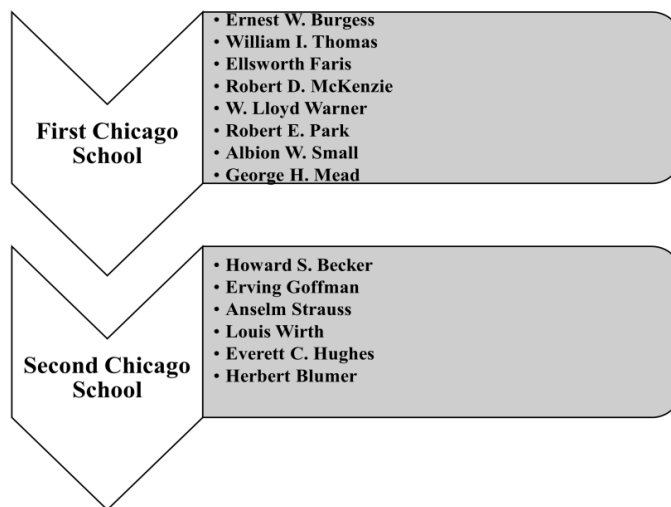 First Chicago
School
• Ernest W. Burgess
• William I. Thomas
• Ellsworth Faris
• Robert D. McKenzie
• W. Lloyd Warner
• Robert E. Park
• Albion W. Small
• George H. Mead
Second Chicago
School
• Howard S. Becker
• Erving Goffman
• Anselm Strauss
• Louis Wirth
• Everett C. Hughes
• Herbert Blumer